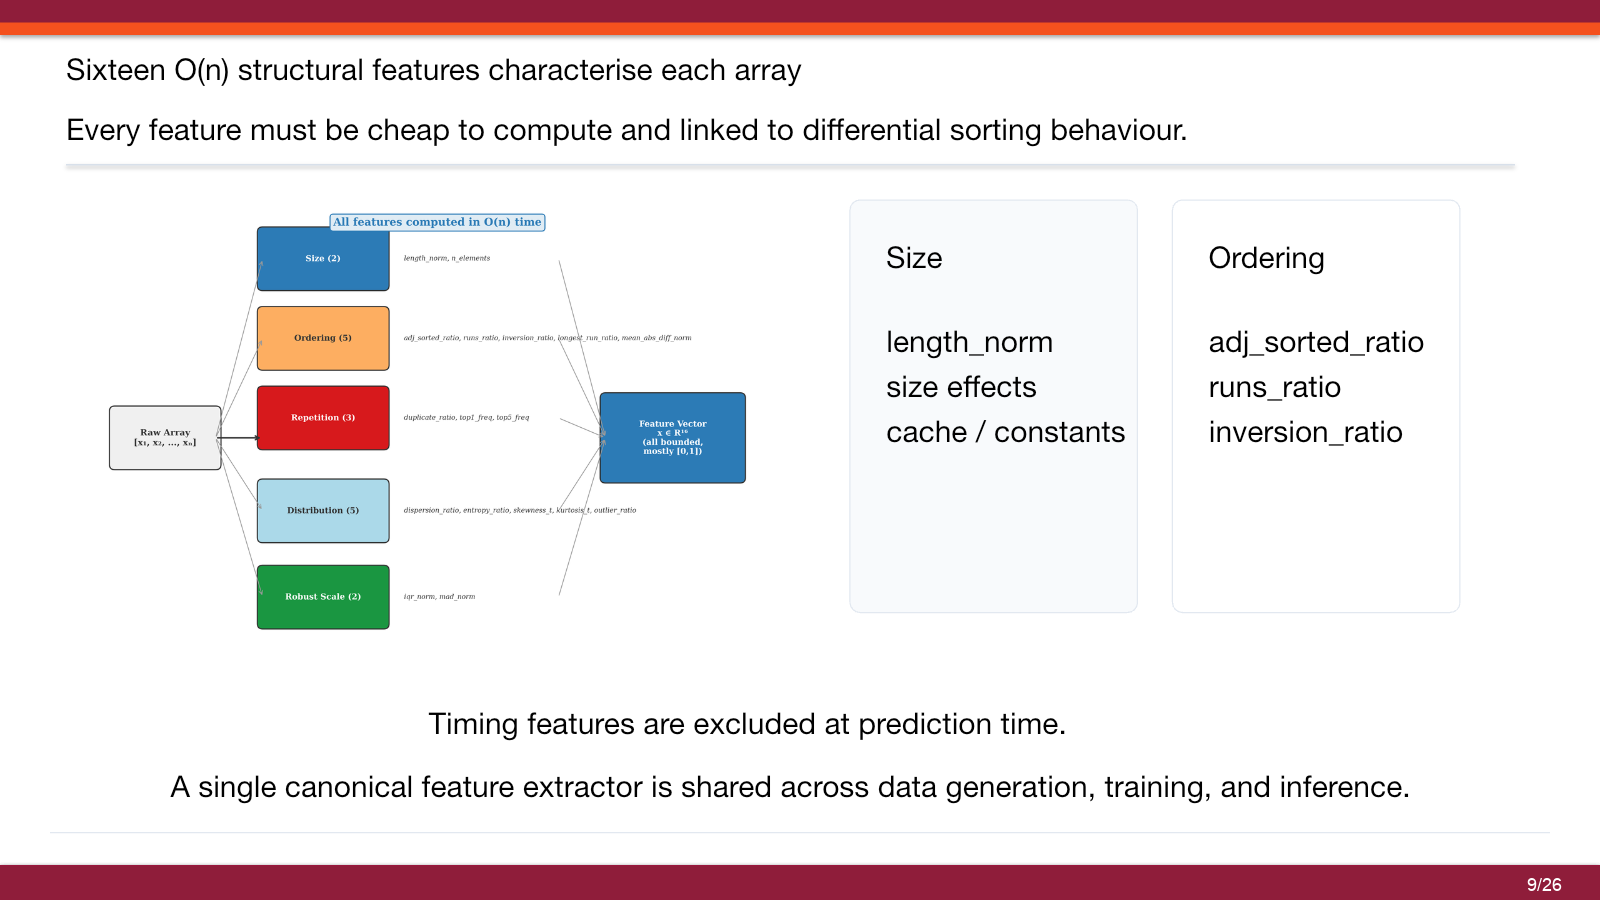 Sixteen O(n) structural features characterise each array
Every feature must be cheap to compute and linked to differential sorting behaviour.
All features computed in O(n) time
Size (2)
length_norm, n_elements
Ordering (5)
adj_sorted_ratio, runs_ratio, inversion_ratio, longest_run_ratio, mean_abs_diff_norm
Repetition (3)
duplicate_ratio, top1_freq, top5_freq
Raw Array
[x₁, x₂, ..., xₙ]
Feature Vector
x ∈ R¹⁶
(all bounded,
mostly [0,1])
Distribution (5)
dispersion_ratio, entropy_ratio, skewness_t, kurtosis_t, outlier_ratio
Robust Scale (2)
iqr_norm, mad_norm
Size
length_norm
size effects
cache / constants
Ordering
adj_sorted_ratio
runs_ratio
inversion_ratio
Timing features are excluded at prediction time.
A single canonical feature extractor is shared across data generation, training, and inference.
9/26